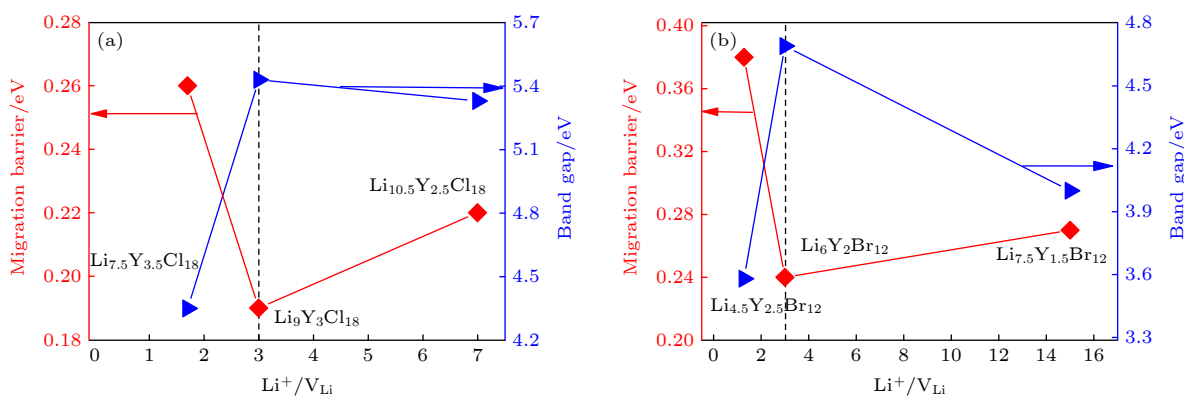 (a)
Migration barrier/eV
0.28
0.26
0.24
0.22
0.20
0.18
0 1 2 3 4 5 6 7
Li⁺/V_Li
5.7
5.4
5.1
4.8
4.5
4.2
Band gap/eV
Li₁₀.₅Y₂.₅Cl₁₈
Li₇.₅Y₃.₅Cl₁₈
Li₉Y₃Cl₁₈
(b)
Migration barrier/eV
0.40
0.36
0.32
0.28
0.24
0.20
0 2 4 6 8 10 12 14 16
Li⁺/V_Li
4.8
4.5
4.2
3.9
3.6
3.3
Band gap/eV
Li₆Y₂Br₁₂
Li₇.₅Y₁.₅Br₁₂
Li₄.₅Y₂.₅Br₁₂